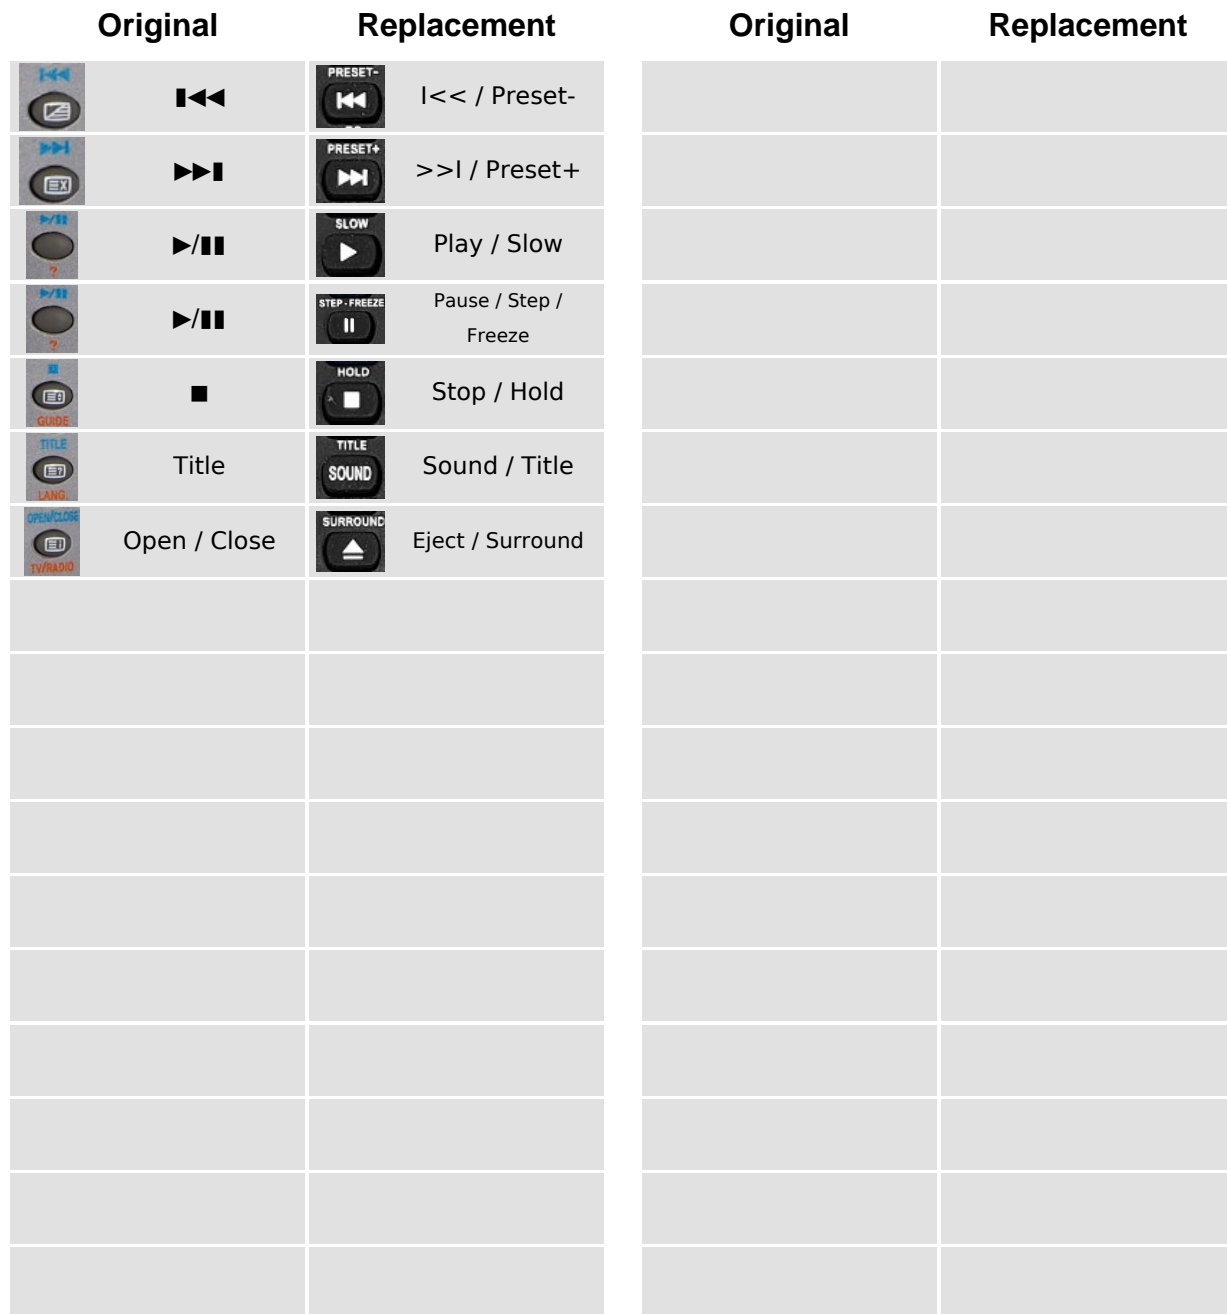 Original Replacement Original Replacement
▮◀◀ PRESET- I<< / Preset-
▶▶▮ PRESET+ >>I / Preset+
▶/▮▮ ? ▶/▮▮ SLOW Play / Slow
▶/▮▮ ? ▶/▮▮ STEP-FREEZE Pause / Step /
Freeze
■ GUIDE ■ HOLD Stop / Hold
TITLE LANG. Title TITLE SOUND Sound / Title
OPEN/CLOSE TV/RADIO Open / Close SURROUND Eject / Surround